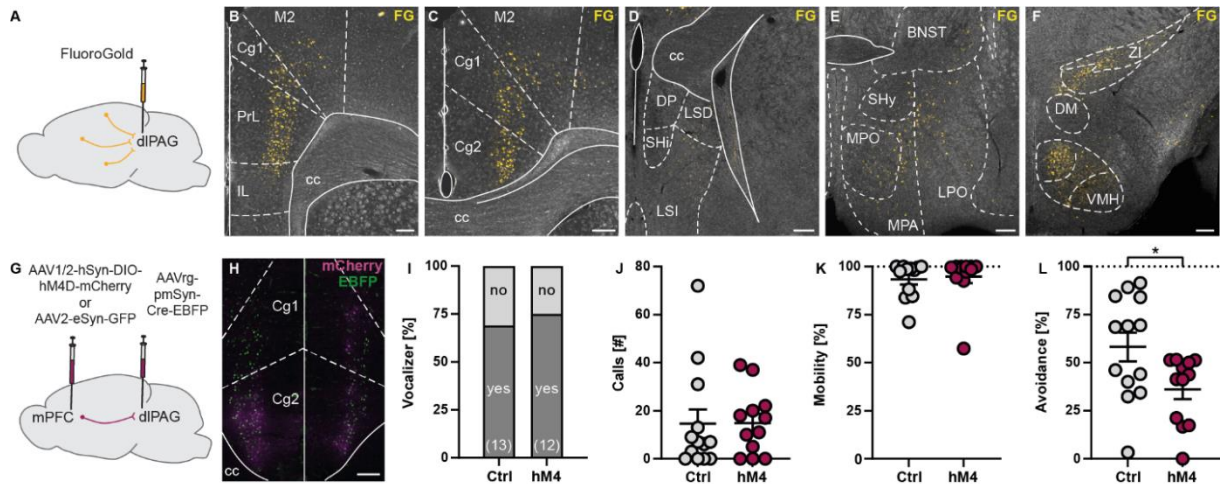 A
FluoroGold
dlPAG
B
M2
FG
Cg1
PrL
IL
cc
C
M2
FG
Cg1
Cg2
cc
D
FG
cc
DP
LSD
SHi
LSI
E
FG
BNST
SHy
MPO
LPO
MPA
F
FG
ZI
DM
VMH
G
AAV1/2-hSyn-DIO-
hM4D-mCherry
or
AAV2-eSyn-GFP
AAVrg-
pmSyn-
Cre-EBFP
mPFC
dlPAG
H
mCherry
EBFP
Cg1
Cg2
cc
I
Vocalizer [%]
100
75
50
25
0
no
no
yes
yes
(13)
(12)
Ctrl
hM4
J
Calls [#]
80
60
40
20
0
Ctrl
hM4
K
Mobility [%]
100
75
50
25
0
Ctrl
hM4
L
Avoidance [%]
*
100
75
50
25
0
Ctrl
hM4